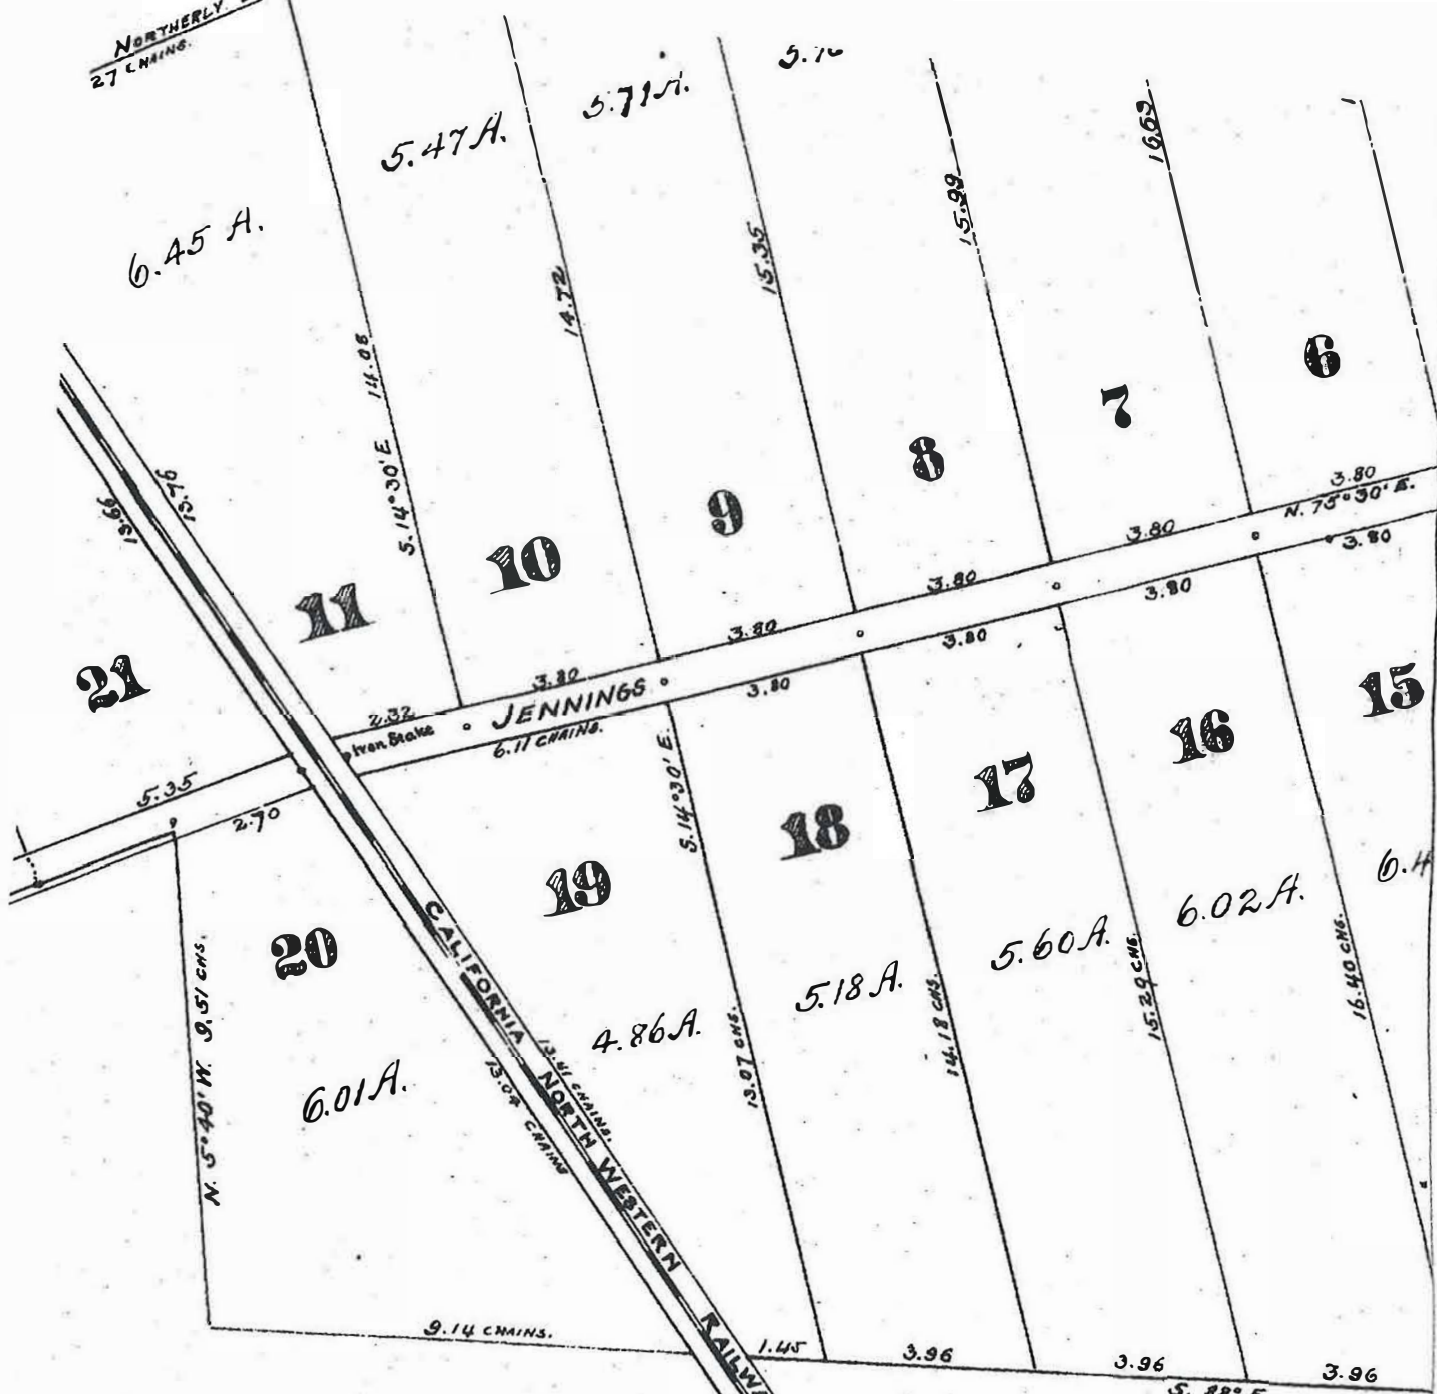 NORTHERLY
27 CHAINS.
5.47 A.
5.71 A.
6.45 A.
14.08
S. 14° 30' E
14.72
15.35
15.99
16.62
6
7
8
9
10
11
21
13.76
13.69
3.80
N. 75° 30' E.
3.80
3.80
3.80
3.80
3.80
3.80
3.80
3.80
3.80
2.32
JENNINGS
Iron Stake
6.11 CHAINS.
5.35
2.70
15
16
17
18
19
20
S. 14° 30' E.
6.02 A.
5.60 A.
5.18 A.
4.86 A.
6.01 A.
N. 5° 40' W. 9.51 CHS.
13.07 CHS.
14.18 CHS.
15.29 CHS.
16.40 CHS.
CALIFORNIA NORTH WESTERN
13.41 CHAINS.
13.04 CHAINS
9.14 CHAINS.
1.45
3.96
3.96
3.96